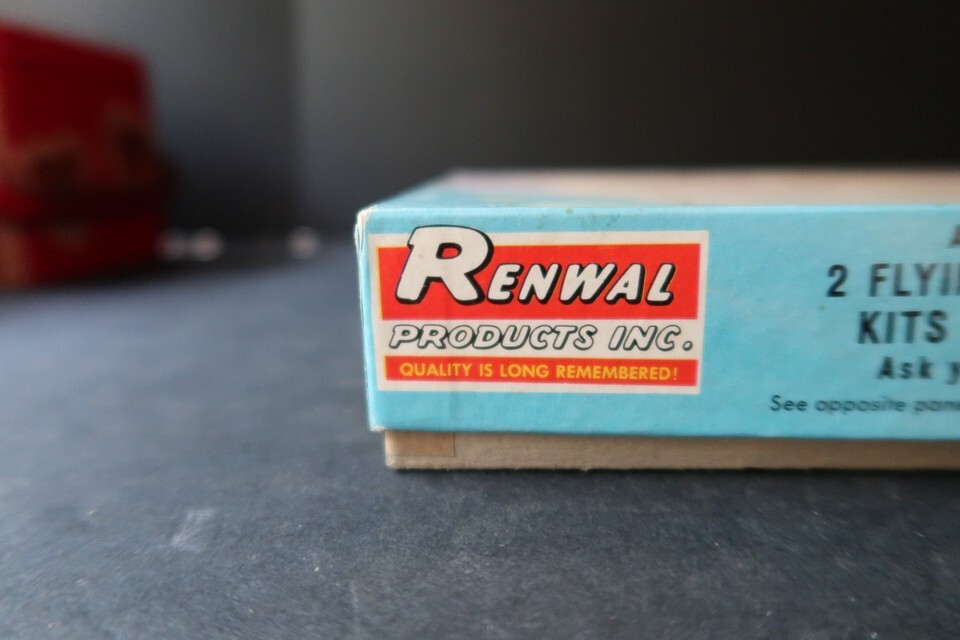 RENWAL
PRODUCTS INC.
QUALITY IS LONG REMEMBERED!
2
KITS
Ask
See opposite